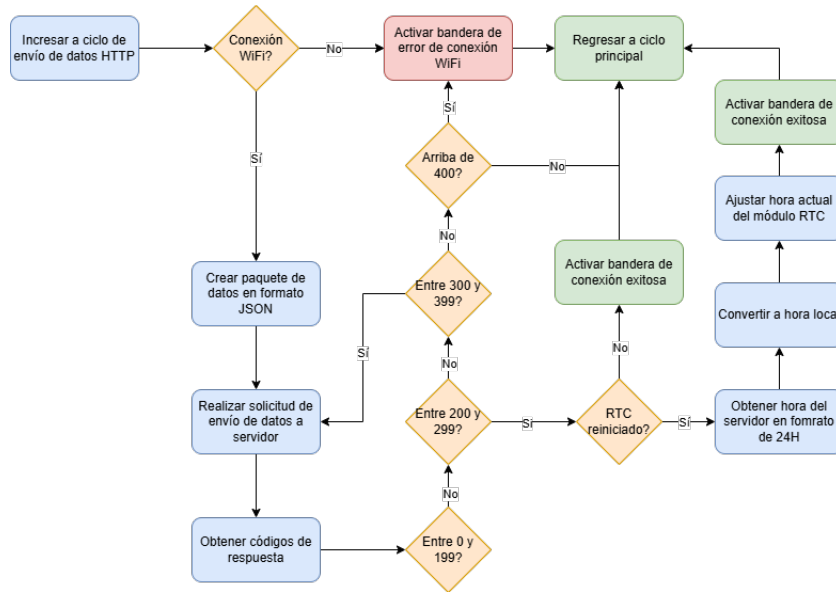 Incresar a ciclo de
envío de datos HTTP
Conexión
WiFi?
No
Activar bandera de
error de conexión
WiFi
Regresar a ciclo
principal
Sí
Sí
Arriba de
400?
No
Activar bandera de
conexión exitosa
Ajustar hora actual
del módulo RTC
No
Crear paquete de
datos en formato
JSON
Entre 300 y
399?
Activar bandera de
conexión exitosa
Convertir a hora local
Sí
No
No
Realizar solicitud de
envío de datos a
servidor
Entre 200 y
299?
Sí
RTC
reiniciado?
Sí
Obtener hora del
servidor en fomrato
de 24H
No
Obtener códigos de
respuesta
Entre 0 y
199?